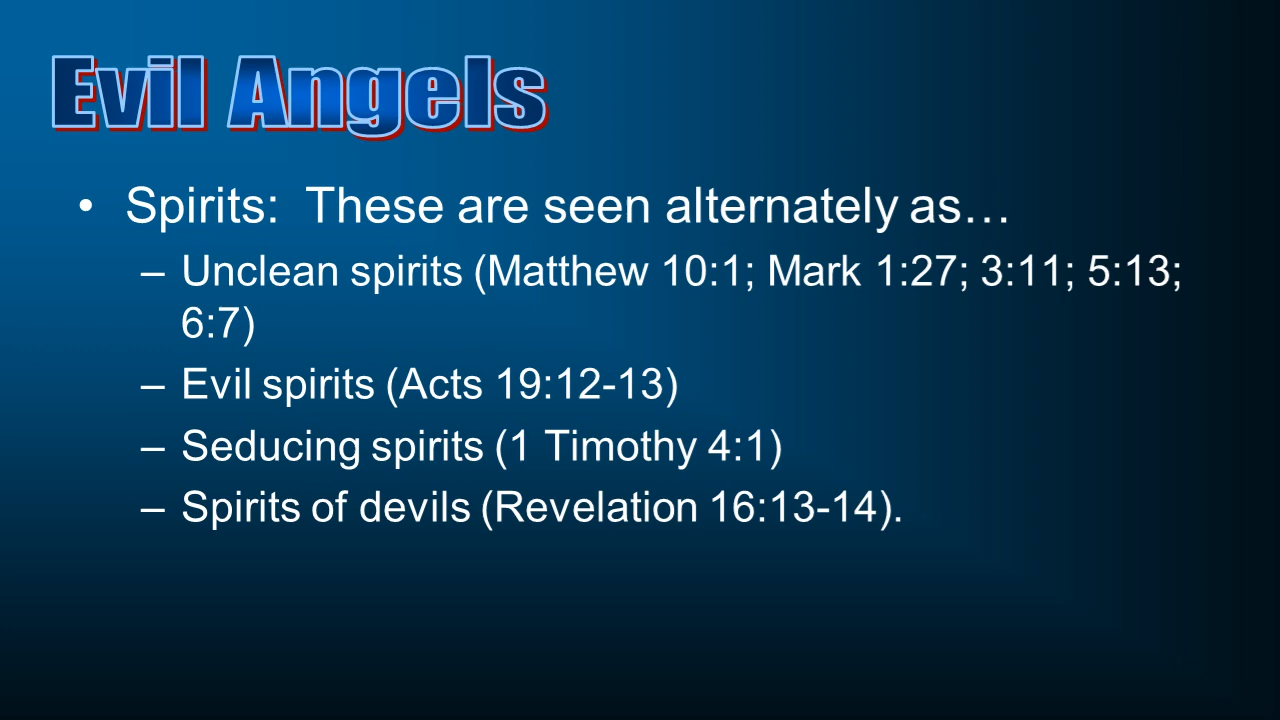 Evil Angels
• Spirits:  These are seen alternately as…
– Unclean spirits (Matthew 10:1; Mark 1:27; 3:11; 5:13;
6:7)
– Evil spirits (Acts 19:12-13)
– Seducing spirits (1 Timothy 4:1)
– Spirits of devils (Revelation 16:13-14).